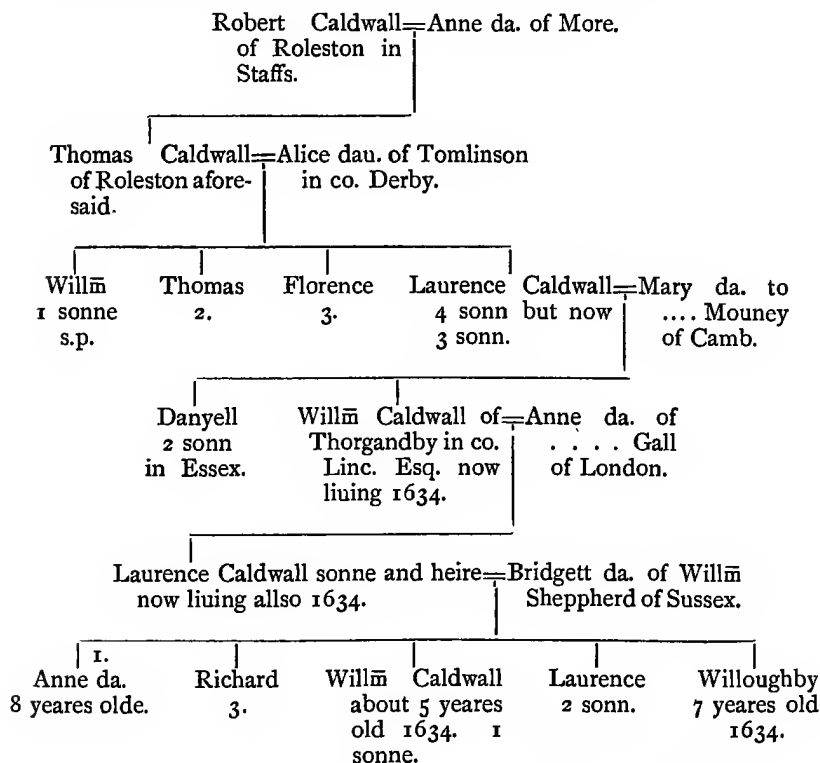 Robert Caldwall=Anne da. of More.
of Roleston in
Staffs.
Thomas Caldwall=Alice dau. of Tomlinson
of Roleston afore-
said.
in co. Derby.
Willm̅
1 sonne
s.p.
Thomas
2.
Florence
3.
Laurence Caldwall=Mary da. to
4 sonn but now
3 sonn.
.... Mouney
of Camb.
Danyell
2 sonn
in Essex.
Willm̅ Caldwall of=Anne da. of
Thorgandby in co.
Linc. Esq. now
liuing 1634.
. . . . Gall
of London.
Laurence Caldwall sonne and heire=Bridgett da. of Willm̅
now liuing allso 1634.
Sheppherd of Sussex.
1.
Anne da.
8 yeares olde.
Richard
3.
Willm̅ Caldwall
about 5 yeares
old 1634. 1
sonne.
Laurence
2 sonn.
Willoughby
7 yeares old
1634.